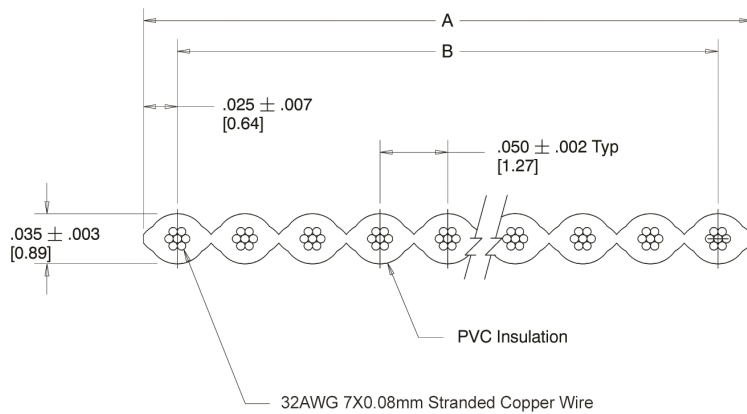 A
B
.025 ± .007
[0.64]
.050 ± .002 Typ
[1.27]
.035 ± .003
[0.89]
PVC Insulation
32AWG 7X0.08mm Stranded Copper Wire